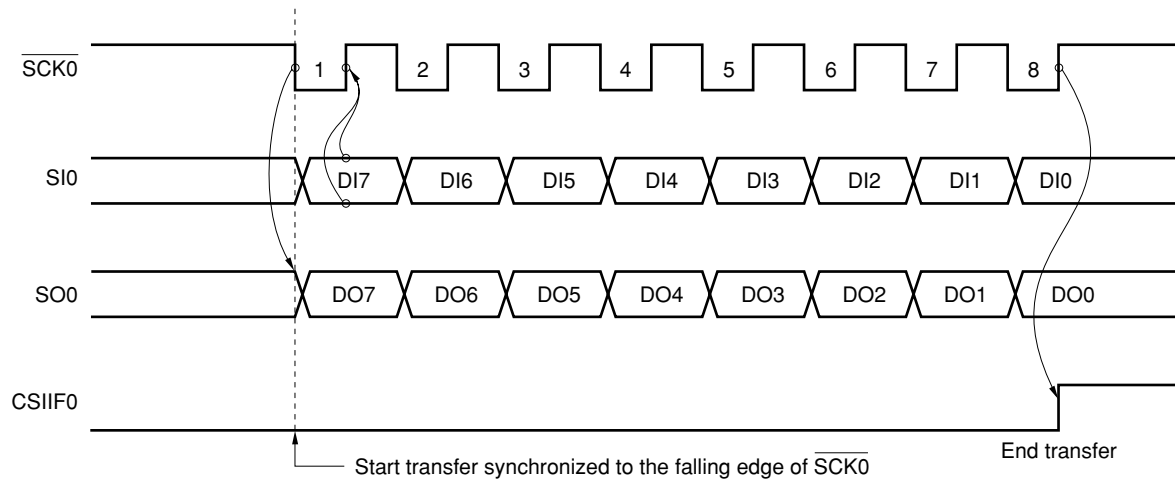 SCK0
1 2 3 4 5 6 7 8
SI0
DI7 DI6 DI5 DI4 DI3 DI2 DI1 DI0
SO0
DO7 DO6 DO5 DO4 DO3 DO2 DO1 DO0
CSIIF0
End transfer
Start transfer synchronized to the falling edge of SCK0